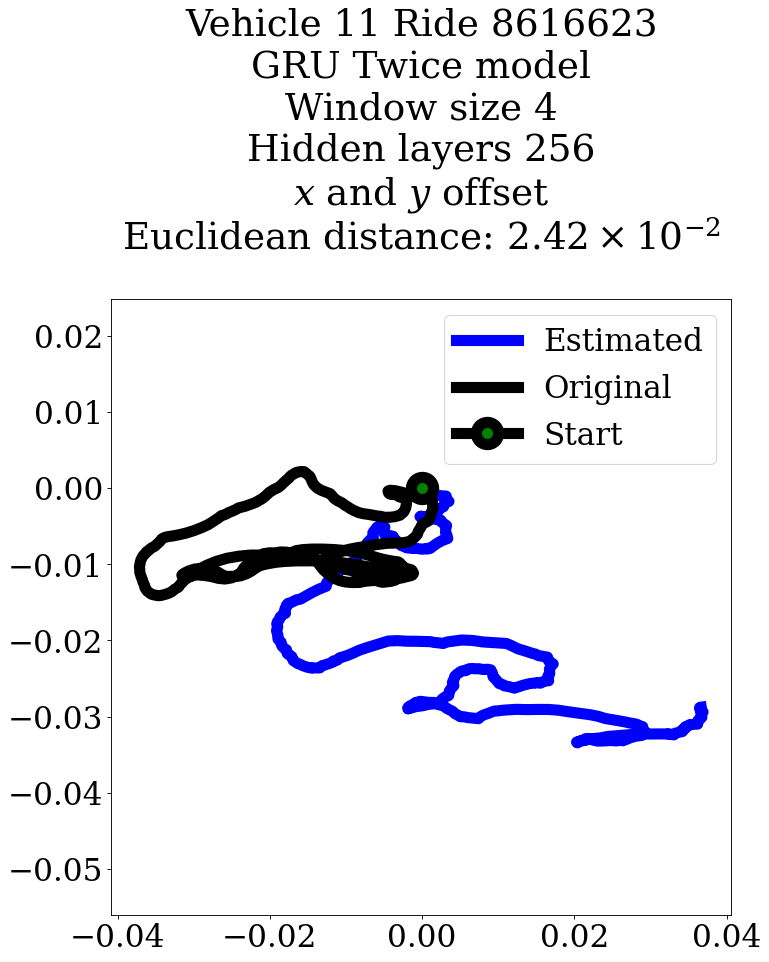 Vehicle 11 Ride 8616623
GRU Twice model
Window size 4
Hidden layers 256
x and y offset
Euclidean distance: 2.42 × 10⁻²
Estimated
Original
Start
0.02
0.01
0.00
−0.01
−0.02
−0.03
−0.04
−0.05
−0.04 −0.02 0.00 0.02 0.04